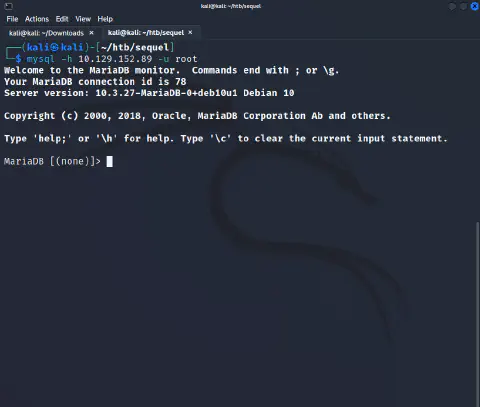 kali@kali: ~/htb/sequel
File Actions Edit View Help
kali@kali: ~/Downloads × kali@kali: ~/htb/sequel ×
┌──(kali㉿kali)-[~/htb/sequel]
└─$ mysql -h 10.129.152.89 -u root
Welcome to the MariaDB monitor.  Commands end with ; or \g.
Your MariaDB connection id is 78
Server version: 10.3.27-MariaDB-0+deb10u1 Debian 10
Copyright (c) 2000, 2018, Oracle, MariaDB Corporation Ab and others.
Type 'help;' or '\h' for help. Type '\c' to clear the current input statement.
MariaDB [(none)]>